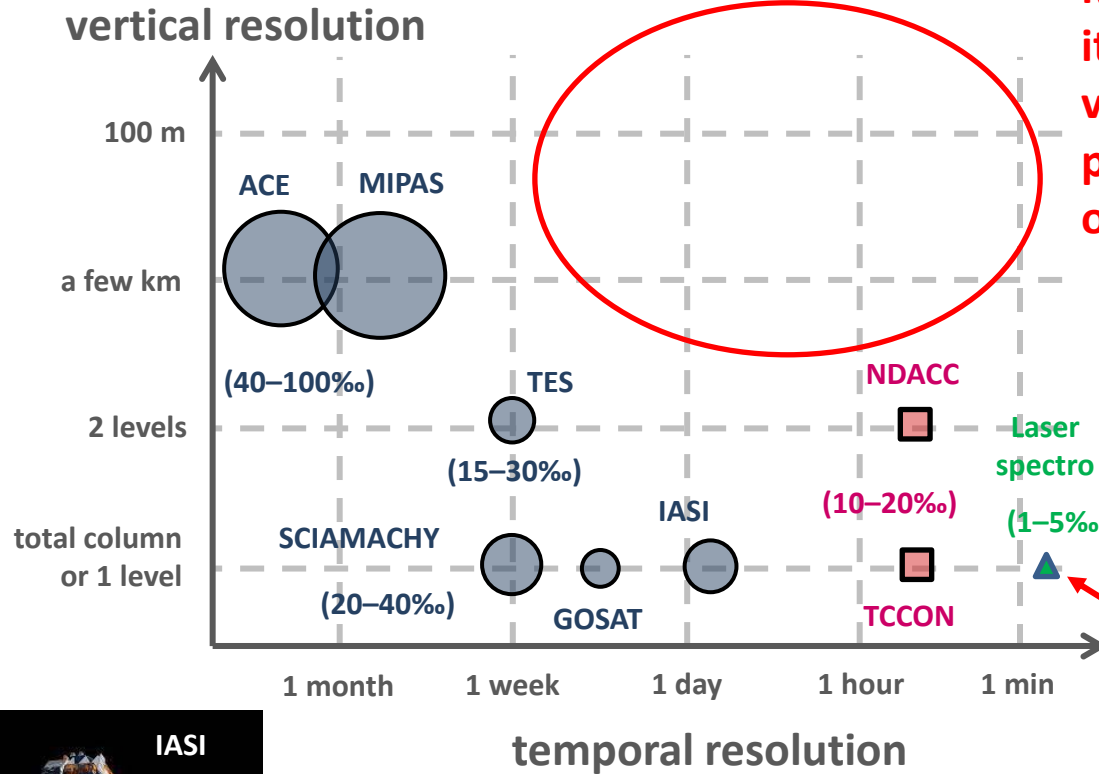 vertical resolution
100 m
a few km
2 levels
total column
or 1 level
ACE
MIPAS
(40–100‰)
TES
(15–30‰)
NDACC
Laser
spectro
(10–20‰)
(1–5‰
SCIAMACHY
(20–40‰)
GOSAT
IASI
TCCON
1 month
1 week
1 day
1 hour
1 min
temporal resolution
IASI
it
v
p
o